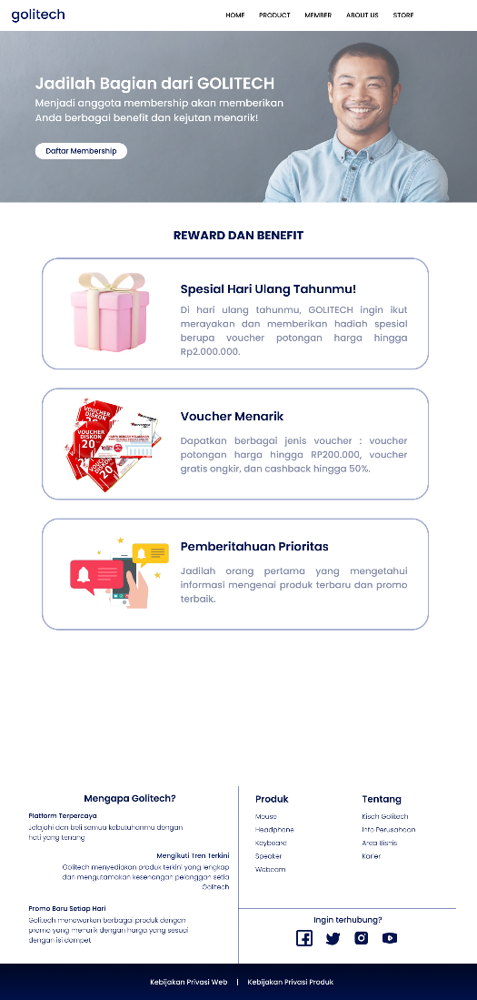 golitech
HOME PRODUCT MEMBER ABOUT US STORE
Jadilah Bagian dari GOLITECH
Menjadi anggota membership akan memberikan
Anda berbagai benefit dan kejutan menarik!
Daftar Membership
REWARD DAN BENEFIT
Spesial Hari Ulang Tahunmu!
Di hari ulang tahunmu, GOLITECH ingin ikut
merayakan dan memberikan hadiah spesial
berupa voucher potongan harga hingga
Rp2.000.000.
VOUCHER
DISKON
20
VOUCHER
DISKON
20
VOUCHER
DISKON
20
Voucher Menarik
Dapatkan berbagai jenis voucher : voucher
potongan harga hingga RP200.000, voucher
gratis ongkir, dan cashback hingga 50%.
Pemberitahuan Prioritas
Jadilah orang pertama yang mengetahui
informasi mengenai produk terbaru dan promo
terbaik.
Mengapa Golitech?
Platform Terpercaya
Jelajahi dan beli semua kebutuhanmu dengan
hati yang tenang
Mengikuti Tren Terkini
Golitech menyediakan produk terkini yang lengkap
dan mengutamakan kesenangan pelanggan setia
Golitech
Promo Baru Setiap Hari
Golitech menawarkan berbagai produk dengan
promo yang menarik dengan harga yang sesuai
dengan isi dompet
Produk
Mouse
Headphone
Keyboard
Speaker
Webcam
Tentang
Kisah Golitech
Info Perusahaan
Area Bisnis
Karier
Ingin terhubung?
Kebijakan Privasi Web | Kebijakan Privasi Produk